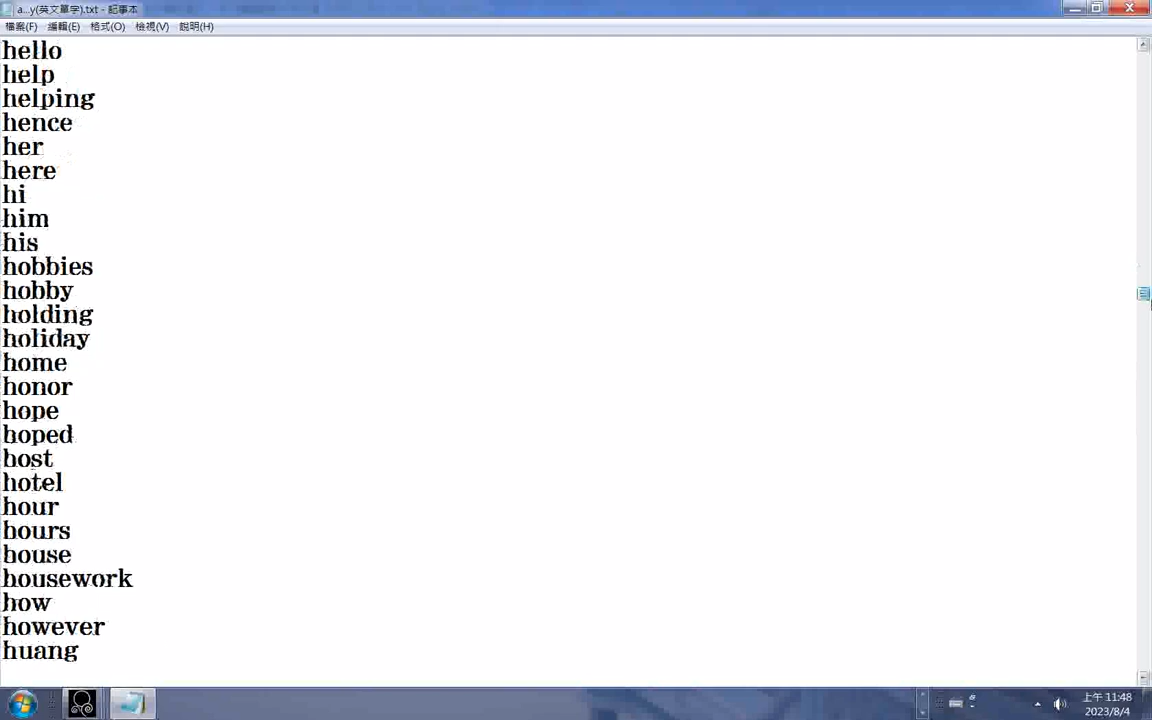 a...y(英文單字).txt - 記事本
檔案(F) 編輯(E) 格式(O) 檢視(V) 說明(H)
hello
help
helping
hence
her
here
hi
him
his
hobbies
hobby
holding
holiday
home
honor
hope
hoped
host
hotel
hour
hours
house
housework
how
however
huang
上午 11:48
2023/8/4